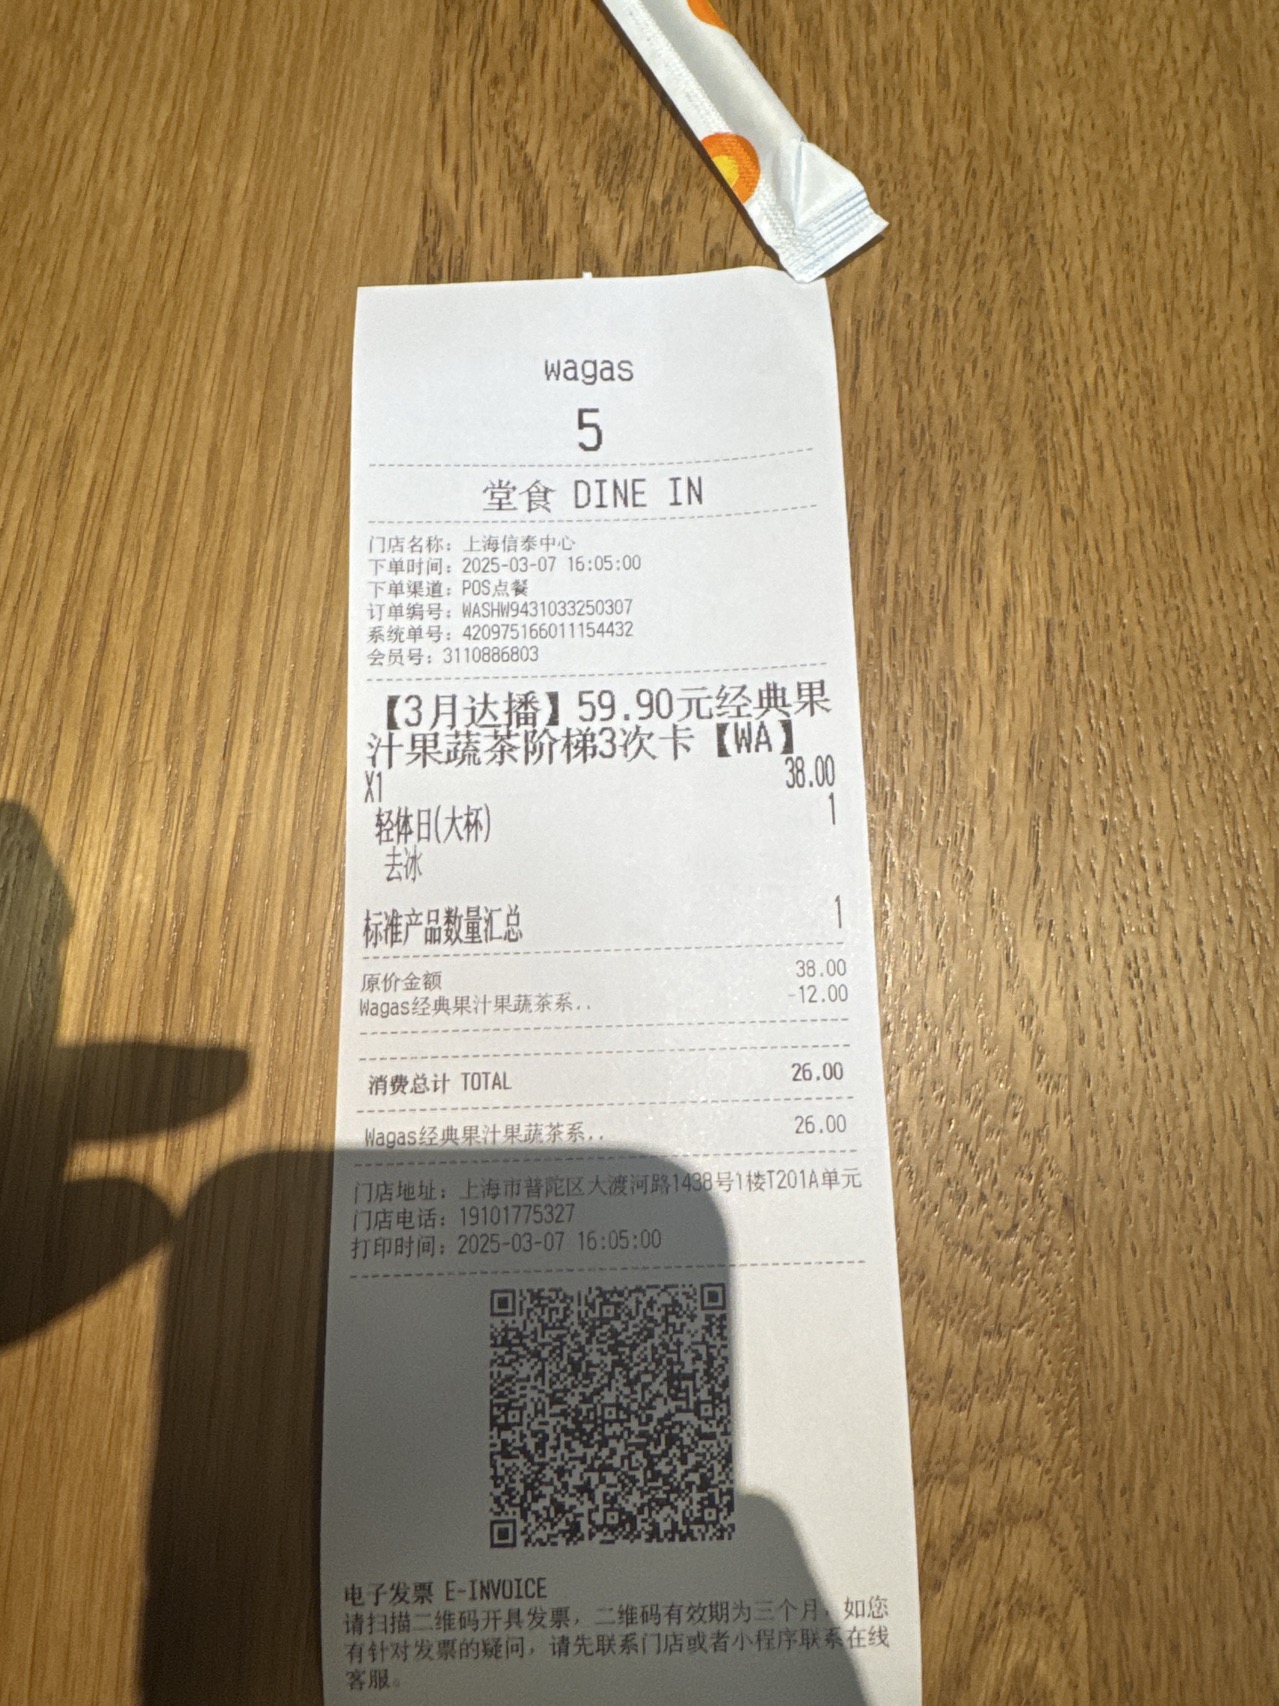 wagas
5
堂食 DINE IN
门店名称：上海信泰中心
下单时间：2025-03-07 16:05:00
下单渠道：POS点餐
订单编号：WASHW9431033250307
系统单号：420975166011154432
会员号：3110886803
【3月达播】59.90元经典果
汁果蔬茶阶梯3次卡【WA】
X1 38.00
轻体日(大杯) 1
去冰
标准产品数量汇总 1
原价金额 38.00
Wagas经典果汁果蔬茶系.. -12.00
消费总计 TOTAL 26.00
Wagas经典果汁果蔬茶系.. 26.00
门店地址：上海市普陀区大渡河路1438号1楼T201A单元
门店电话：19101775327
打印时间：2025-03-07 16:05:00
电子发票 E-INVOICE
请扫描二维码开具发票，二维码有效期为三个月，如您
有针对发票的疑问，请先联系门店或者小程序联系在线
客服。